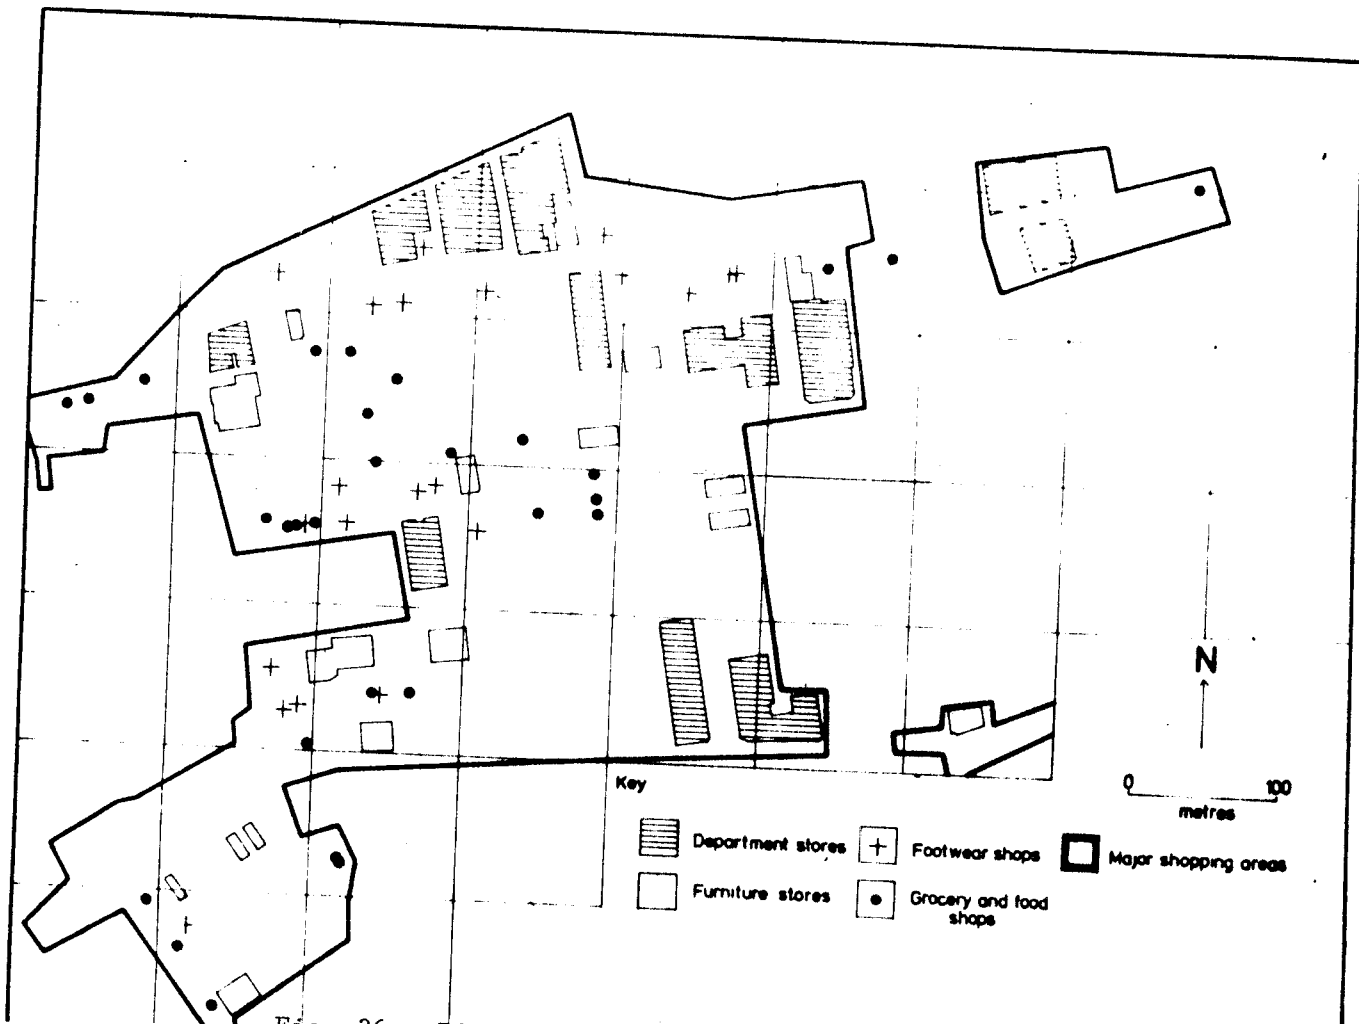 N
0 100
metres
Key
Department stores
Footwear shops
Major shopping areas
Furniture stores
Grocery and food
shops